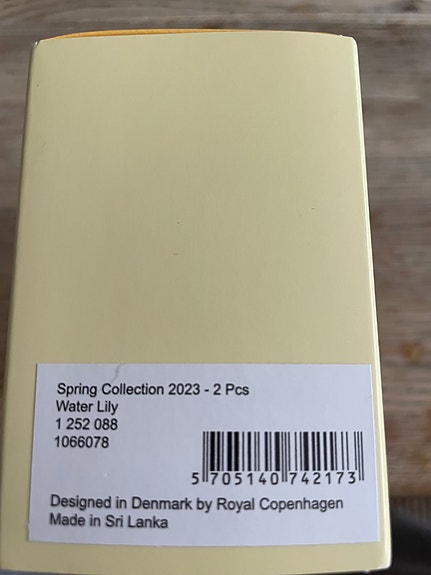 Spring Collection 2023 - 2 Pcs
Water Lily
1 252 088
1066078
5 705140 742173
Designed in Denmark by Royal Copenhagen
Made in Sri Lanka